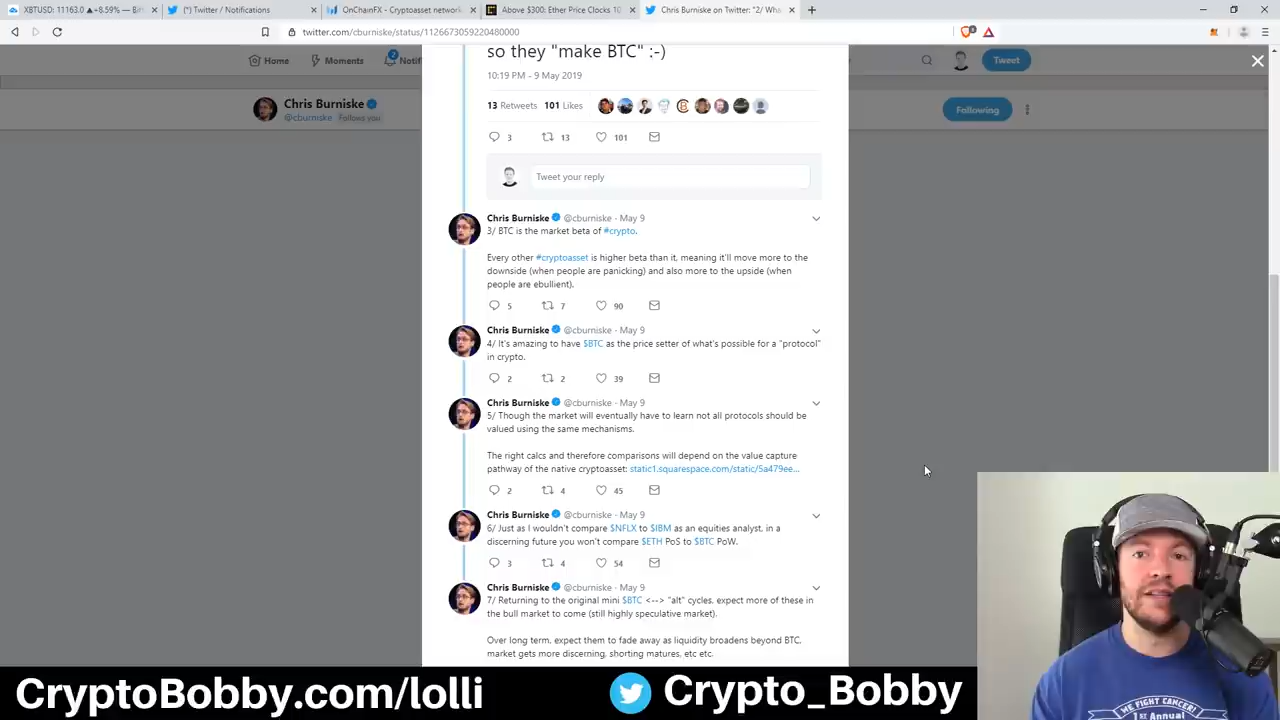 XBTUSD: 11163.0 ▲+8.59% — Bit
(*) Twitter / Notifications
OnChainFX - Cryptoasset network
Above $300: Ether Price Clocks 10
Chris Burniske on Twitter: "2/ Wha
twitter.com/cburniske/status/1126673059220480000
Home
Moments
Notif
Tweet
so they "make BTC" :-)
10:19 PM - 9 May 2019
Chris Burniske
@cburniske Follows you
Following
13 Retweets 101 Likes
3 13 101
Tweet your reply
Chris Burniske @cburniske · May 9
3/ BTC is the market beta of #crypto.
Every other #cryptoasset is higher beta than it, meaning it'll move more to the
downside (when people are panicking) and also more to the upside (when
people are ebullient).
5 7 90
Chris Burniske @cburniske · May 9
4/ It's amazing to have $BTC as the price setter of what's possible for a "protocol"
in crypto.
2 2 39
Chris Burniske @cburniske · May 9
5/ Though the market will eventually have to learn not all protocols should be
valued using the same mechanisms.
The right calcs and therefore comparisons will depend on the value capture
pathway of the native cryptoasset: static1.squarespace.com/static/5a479ee...
2 4 45
Chris Burniske @cburniske · May 9
6/ Just as I wouldn't compare $NFLX to $IBM as an equities analyst, in a
discerning future you won't compare $ETH PoS to $BTC PoW.
3 4 54
Chris Burniske @cburniske · May 9
7/ Returning to the original mini $BTC <--> "alt" cycles, expect more of these in
the bull market to come (still highly speculative market).
Over long term, expect them to fade away as liquidity broadens beyond BTC,
market gets more discerning, shorting matures, etc etc.
WE FIGHT CANCER!
1st Annual
CryptoBobby.com/lolli
Crypto_Bobby